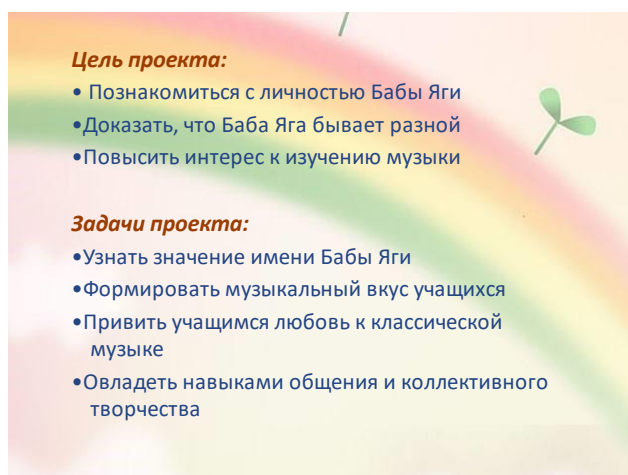 Цель проекта:
• Познакомиться с личностью Бабы Яги
•Доказать, что Баба Яга бывает разной
•Повысить интерес к изучению музыки
Задачи проекта:
•Узнать значение имени Бабы Яги
•Формировать музыкальный вкус учащихся
•Привить учащимся любовь к классической
музыке
•Овладеть навыками общения и коллективного
творчества